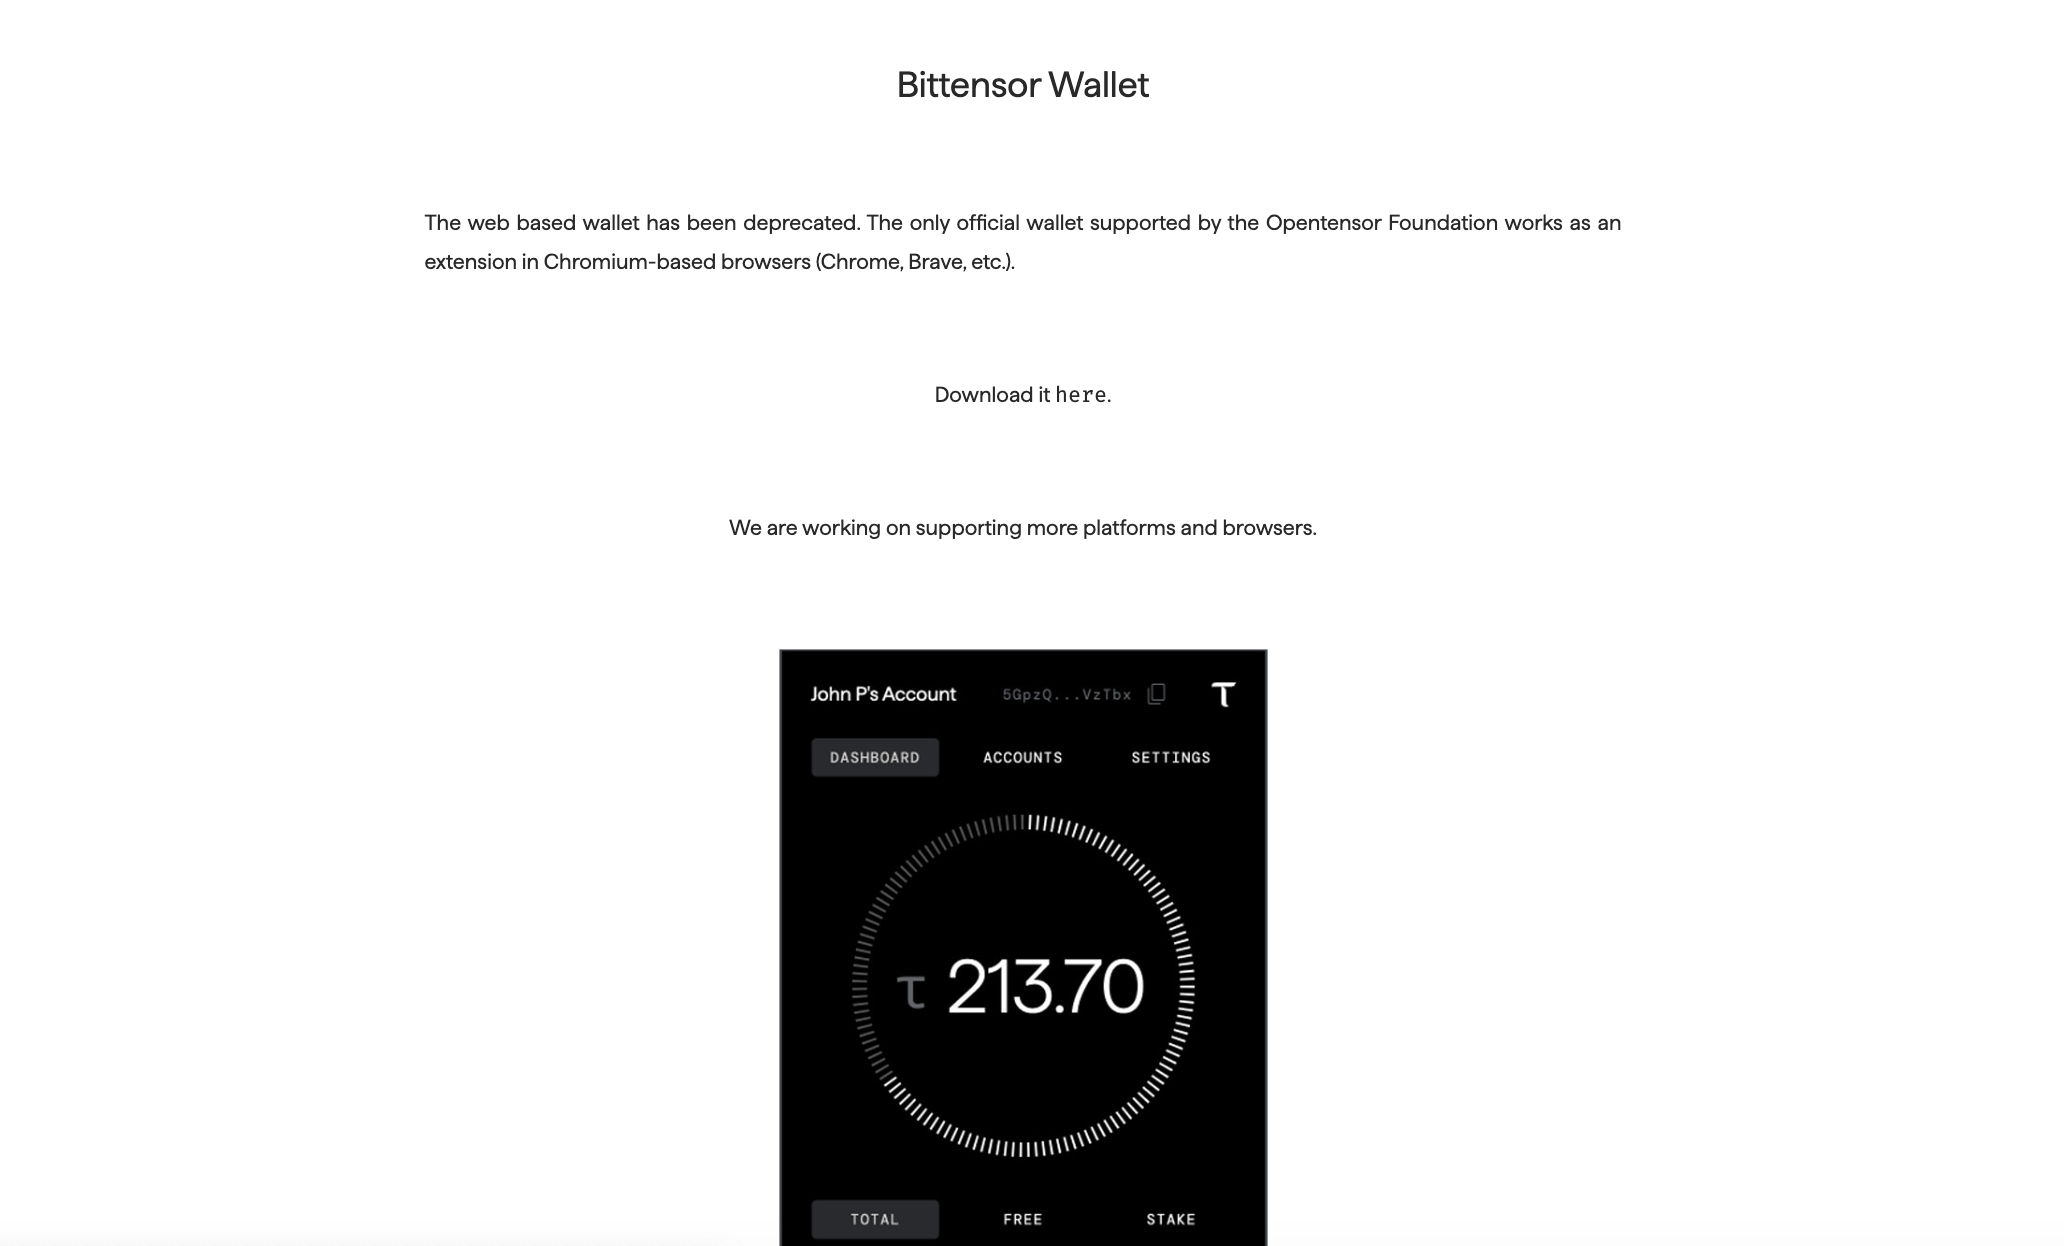 Bittensor Wallet
The web based wallet has been deprecated. The only official wallet supported by the Opentensor Foundation works as an
extension in Chromium-based browsers (Chrome, Brave, etc.).
Download it here.
We are working on supporting more platforms and browsers.
John P's Account 5GpzQ...VzTbx τ
DASHBOARD ACCOUNTS SETTINGS
τ 213.70
TOTAL FREE STAKE